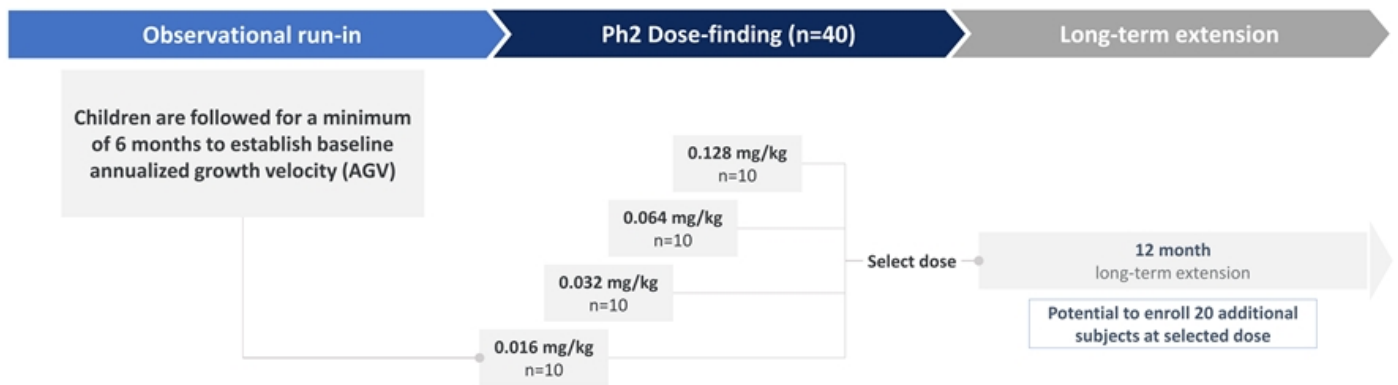 Observational run-in
Ph2 Dose-finding (n=40)
Long-term extension
Children are followed for a minimum
of 6 months to establish baseline
annualized growth velocity (AGV)
0.128 mg/kg
n=10
0.064 mg/kg
n=10
0.032 mg/kg
n=10
0.016 mg/kg
n=10
Select dose
12 month
long-term extension
Potential to enroll 20 additional
subjects at selected dose